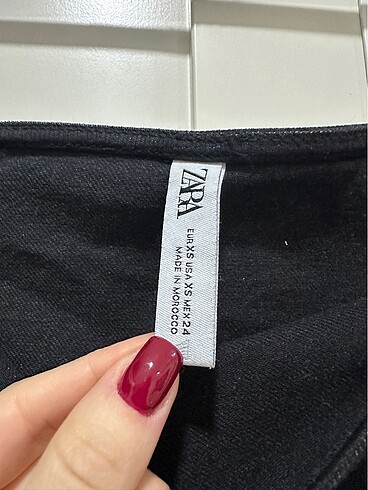 ZARA
EUR XS USA XS MEX 24
MADE IN MOROCCO